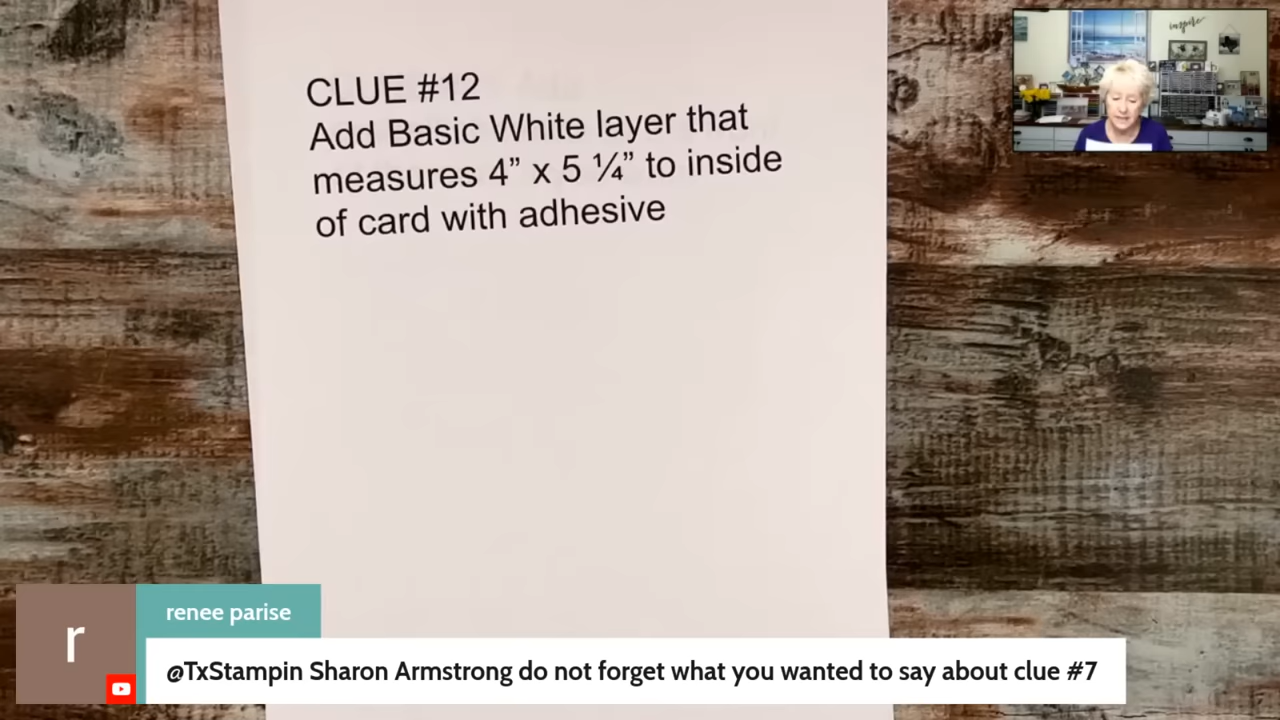 inspire
CLUE #12
Add Basic White layer that
measures 4” x 5 ¼” to inside
of card with adhesive
r
renee parise
@TxStampin Sharon Armstrong do not forget what you wanted to say about clue #7